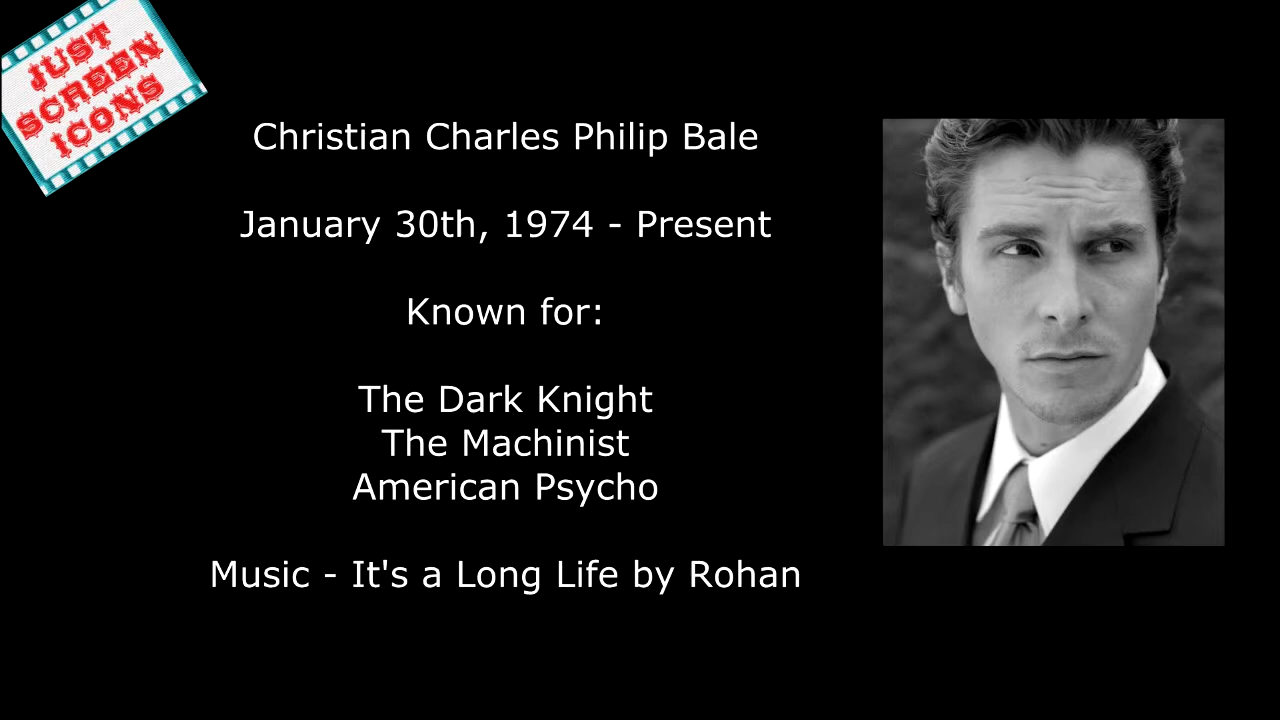 JUST
SCREEN
ICONS
Christian Charles Philip Bale
January 30th, 1974 - Present
Known for:
The Dark Knight
The Machinist
American Psycho
Music - It's a Long Life by Rohan